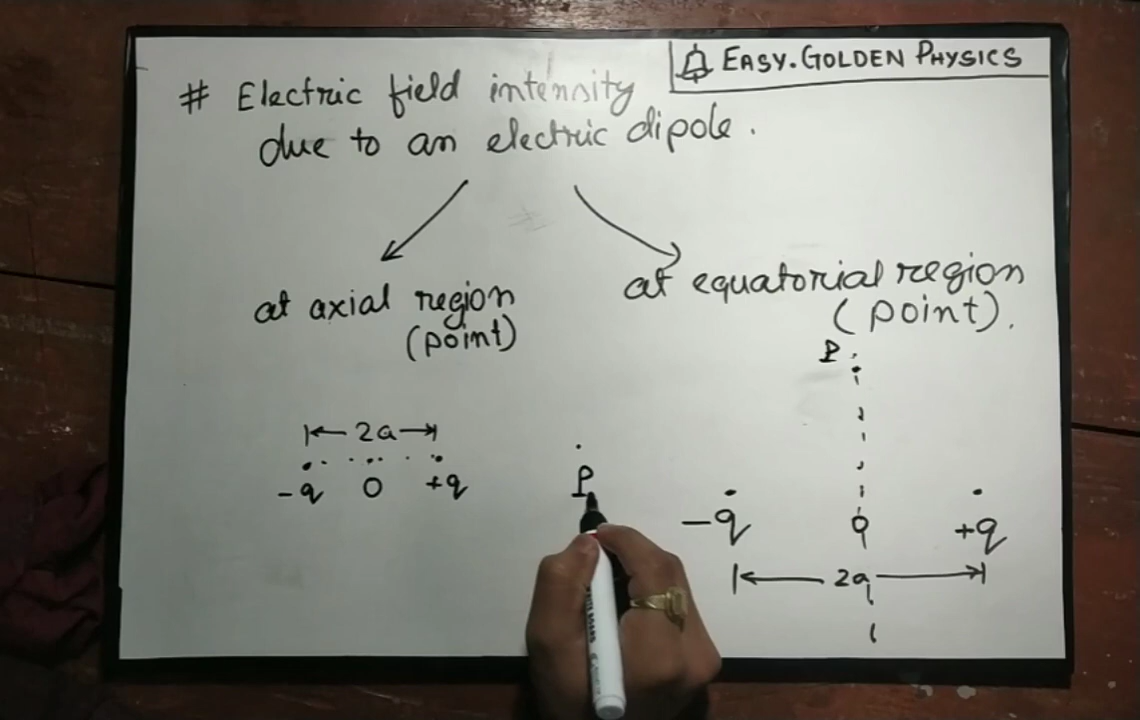 EASY.GOLDEN PHYSICS
# Electric field intensity
due to an electric dipole.
at axial region
(point)
at equatorial region
(point).
P
2a
-q O +q
P
-q O +q
2a